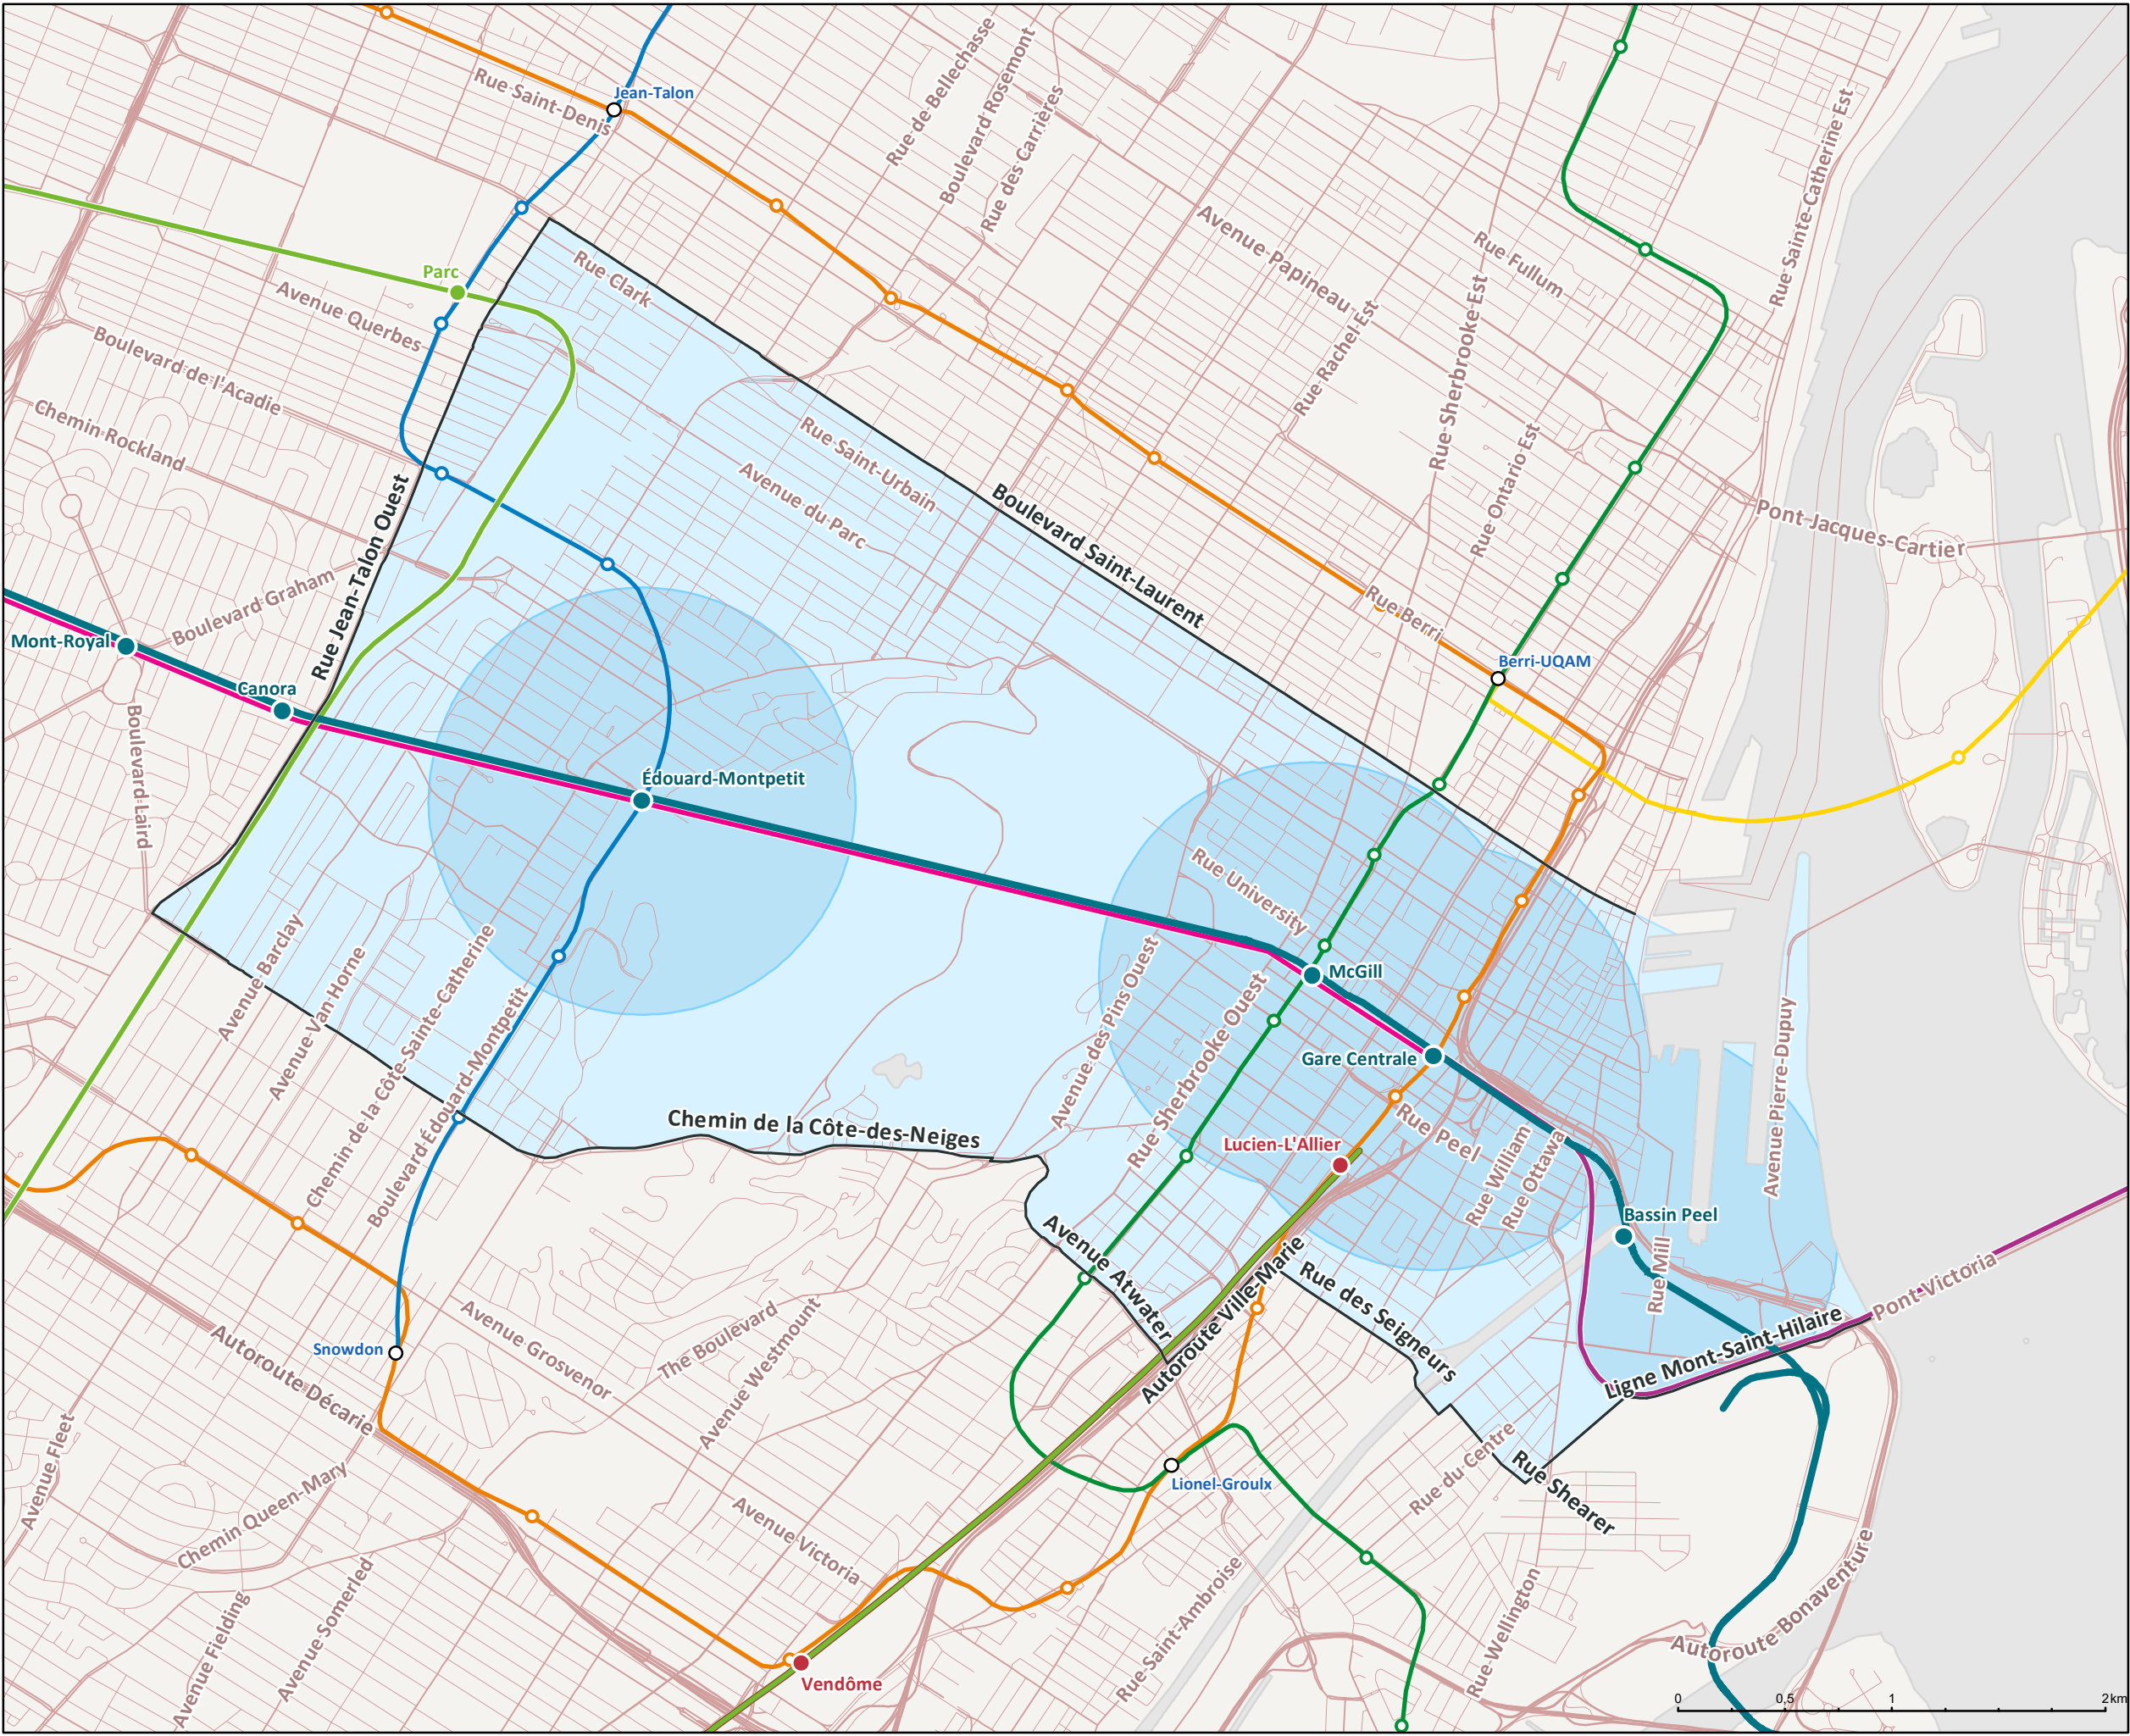 Rue Saint-Denis
Jean-Talon
Rue de Bellechasse
Boulevard Rosemont
Rue des Carrières
Rue Sainte-Catherine Est
Avenue Papineau
Rue Fullum
Rue Clark
Parc
Avenue Querbes
Boulevard de l'Acadie
Chemin Rockland
Rue Rachel Est
Rue Sherbrooke Est
Rue Ontario Est
Rue Saint-Urbain
Avenue du Parc
Boulevard Saint-Laurent
Pont Jacques-Cartier
Rue Jean-Talon Ouest
Boulevard Graham
Mont-Royal
Canora
Rue Berri
Berri-UQAM
Boulevard Laird
Édouard-Montpetit
Rue University
McGill
Gare Centrale
Avenue Barclay
Avenue Van Horne
Chemin de la Côte-Sainte-Catherine
Boulevard Édouard-Montpetit
Avenue des Pins Ouest
Rue Sherbrooke Ouest
Chemin de la Côte-des-Neiges
Lucien-L'Allier
Rue Peel
Rue William
Rue Ottawa
Avenue Pierre-Dupuy
Bassin Peel
Rue Mill
Pont Victoria
Avenue Atwater
Autoroute Ville-Marie
Rue des Seigneurs
Ligne Mont-Saint-Hilaire
Snowdon
Autoroute Décarie
Avenue Grosvenor
The Boulevard
Avenue Westmount
Avenue Fleet
Chemin Queen-Mary
Lionel-Groulx
Rue du Centre
Rue Shearer
Avenue Victoria
Avenue Somerled
Avenue Fielding
Rue Saint-Ambroise
Rue Wellington
Autoroute Bonaventure
Vendôme
0 0,5 1 2 km